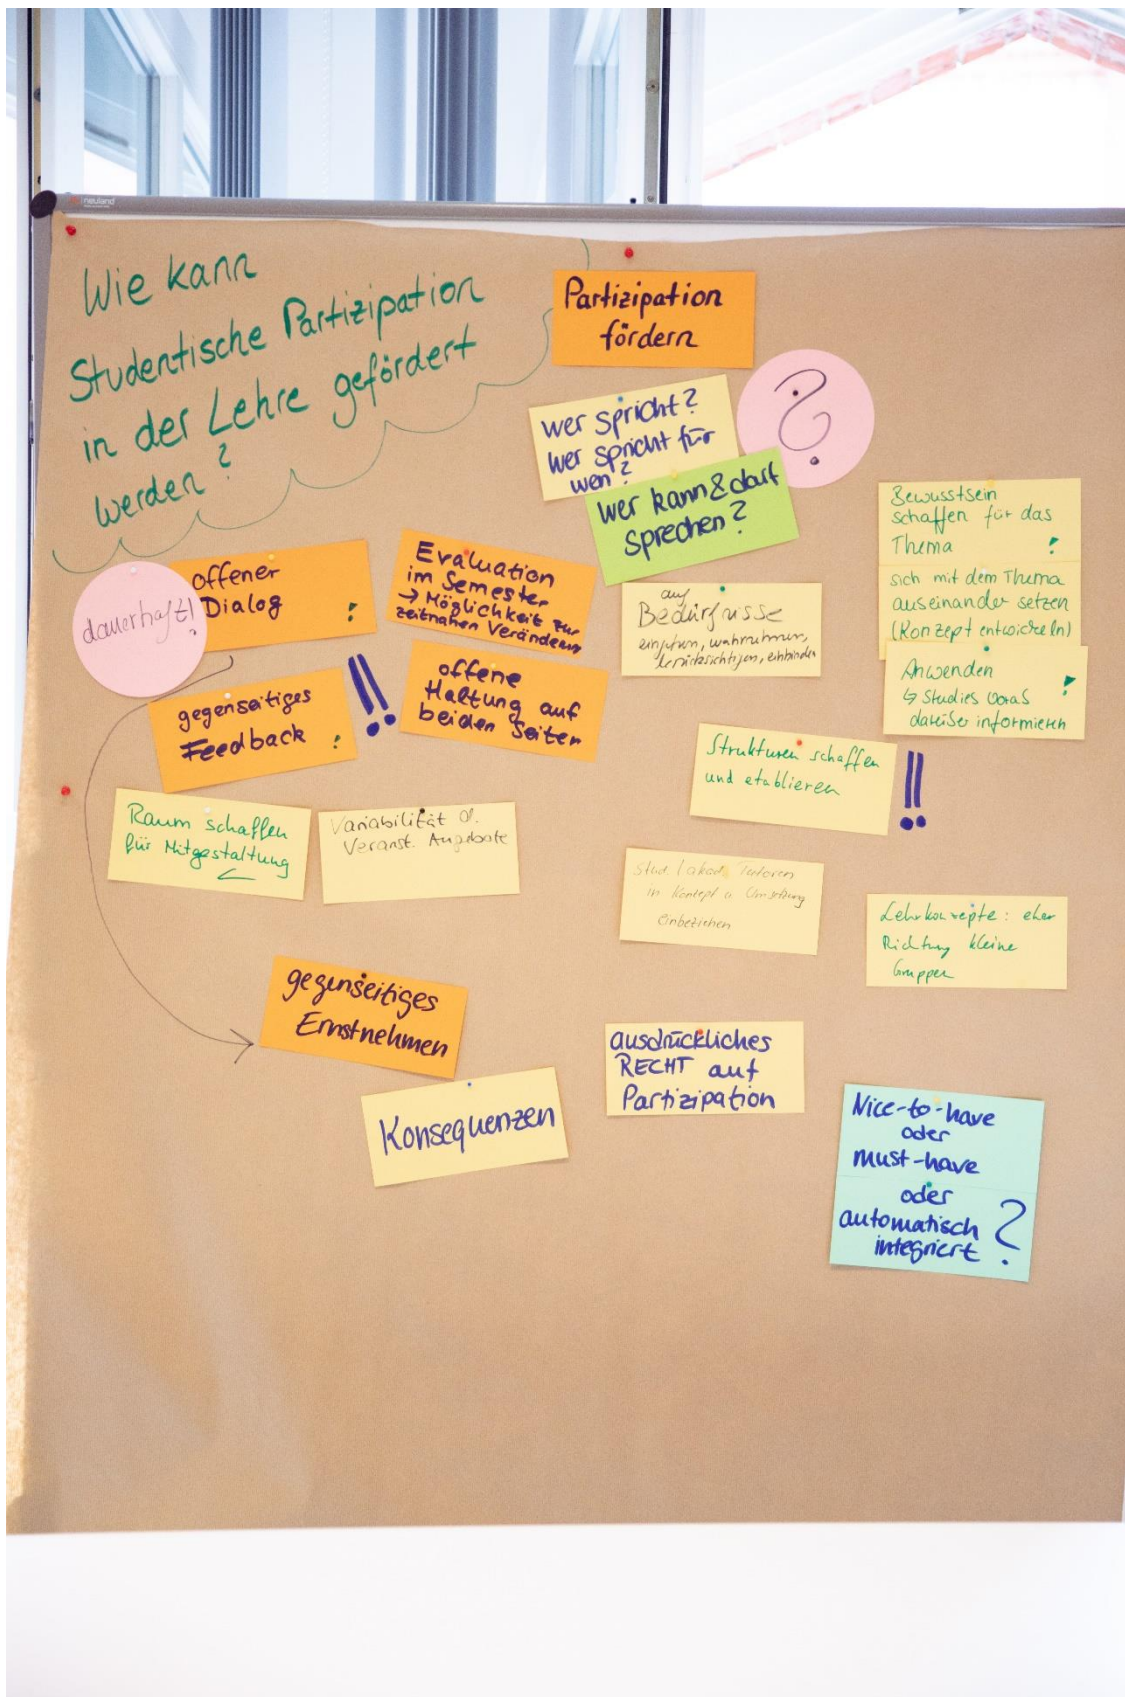 neuland
Wie kann
Studentische Partizipation
in der Lehre gefördert
werden?
Partizipation
fördern
wer spricht?
wer spricht für
wen?
?
wer kann & darf
sprechen?
Bewusstsein
schaffen für das
Thema !
sich mit dem Thema
auseinander setzen
(Konzept entwickeln)
Anwenden !
↳ Studies vorab
darüber informieren
dauerhaft!
offener
Dialog !
Evaluation
im Semester
→ Möglichkeit zur
zeitnahen Verändern
auf
Bedürfnisse
eingehen, wahrnehmen,
berücksichtigen, einbinden
gegenseitiges
Feedback !
!!
offene
Haltung auf
beiden Seiten
Strukturen schaffen
und etablieren
!!
Raum schaffen
für Mitgestaltung
Variabilität d.
Veranst. Angebote
Stud. / akad. Tutoren
in Konzept u. Umsetzung
einbeziehen
Lehrkonzepte: eher
Richtung kleine
Gruppen
gegenseitiges
Ernstnehmen
Konsequenzen
ausdrückliches
RECHT auf
Partizipation
Nice-to-have
oder
must-have
oder
automatisch
integriert ?